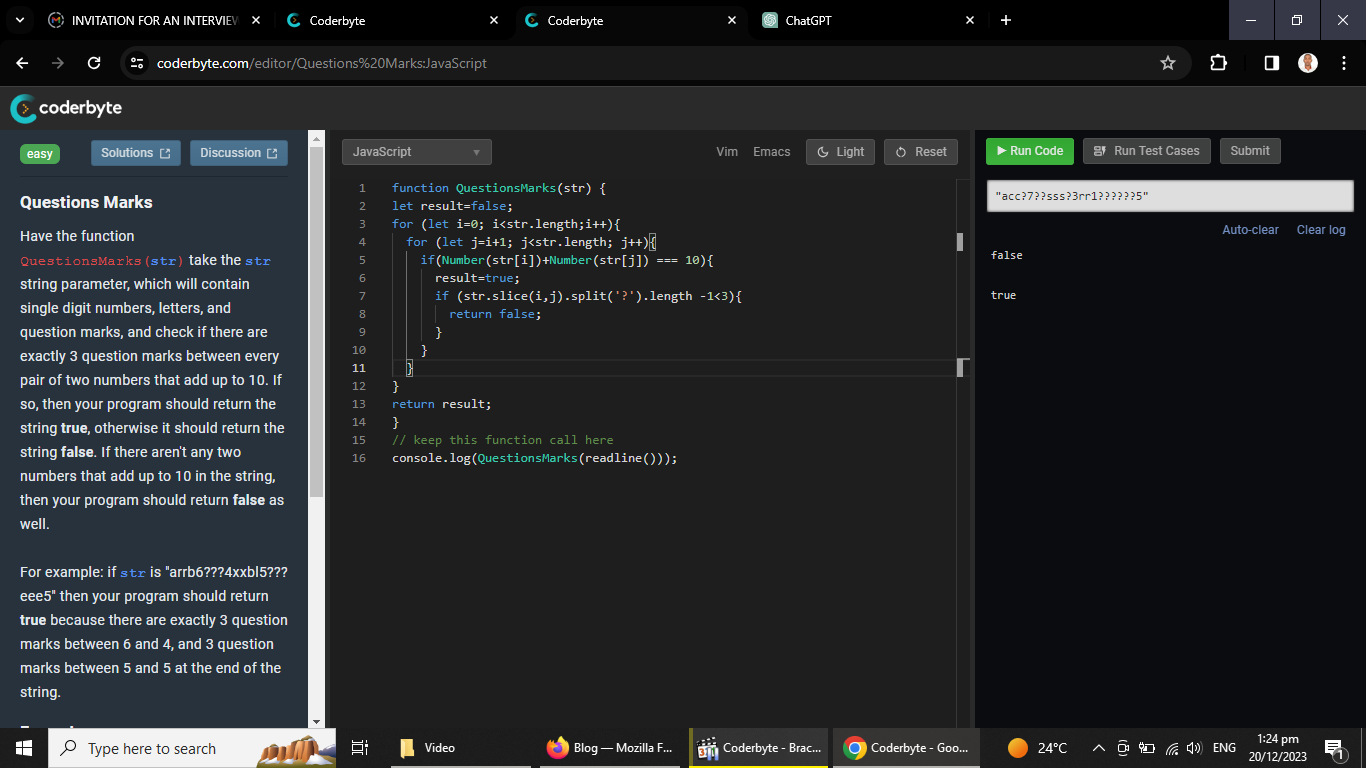 INVITATION FOR AN INTERVIEW
Coderbyte
Coderbyte
ChatGPT
coderbyte.com/editor/Questions%20Marks:JavaScript
coderbyte
easy
Solutions
Discussion
Questions Marks
Have the function
QuestionsMarks(str) take the str
string parameter, which will contain
single digit numbers, letters, and
question marks, and check if there are
exactly 3 question marks between every
pair of two numbers that add up to 10. If
so, then your program should return the
string true, otherwise it should return the
string false. If there aren't any two
numbers that add up to 10 in the string,
then your program should return false as
well.
For example: if str is "arrb6???4xxbl5???
eee5" then your program should return
true because there are exactly 3 question
marks between 6 and 4, and 3 question
marks between 5 and 5 at the end of the
string.
JavaScript
Vim
Emacs
Light
Reset
1 function QuestionsMarks(str) {
2 let result=false;
3 for (let i=0; i<str.length;i++){
4 for (let j=i+1; j<str.length; j++){
5 if(Number(str[i])+Number(str[j]) === 10){
6 result=true;
7 if (str.slice(i,j).split('?').length -1<3){
8 return false;
9 }
10 }
11 }
12 }
13 return result;
14 }
15 // keep this function call here
16 console.log(QuestionsMarks(readline()));
Run Code
Run Test Cases
Submit
"acc?7??sss?3rr1??????5"
Auto-clear
Clear log
false
true
Type here to search
Video
Blog — Mozilla F...
Coderbyte - Brac...
Coderbyte - Goo...
24°C
ENG
1:24 pm
20/12/2023
1